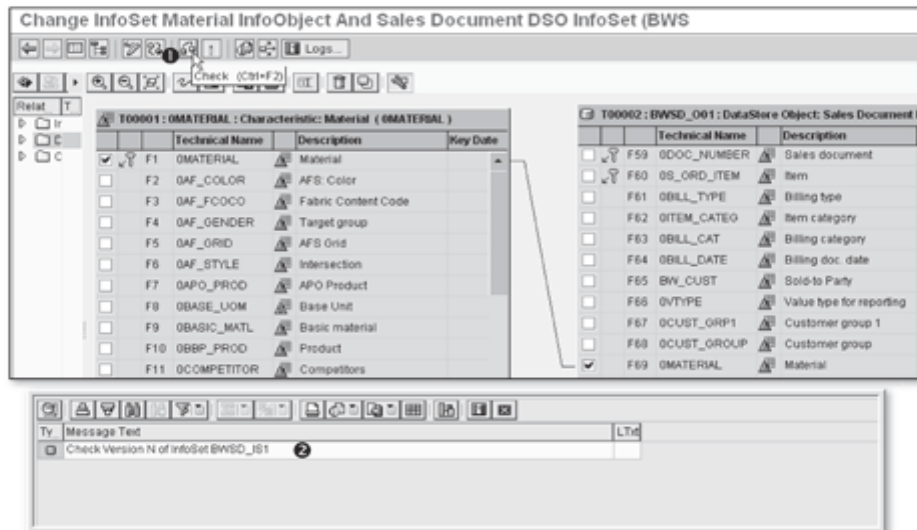 Change InfoSet Material InfoObject And Sales Document DSO InfoSet (BWS
❶
Logs...
Check (Ctrl+F2)
Relat T
T00001 : 0MATERIAL : Characteristic: Material ( 0MATERIAL )
Technical Name Description Key Date
F1 0MATERIAL Material
F2 0AF_COLOR AFS: Color
F3 0AF_FCOCO Fabric Content Code
F4 0AF_GENDER Target group
F5 0AF_GRID AFS Grid
F6 0AF_STYLE Intersection
F7 0APO_PROD APO Product
F8 0BASE_UOM Base Unit
F9 0BASIC_MATL Basic material
F10 0BBP_PROD Product
F11 0COMPETITOR Competitors
T00002 : BWSD_O01 : DataStore Object: Sales Document
Technical Name Description
F59 0DOC_NUMBER Sales document
F60 0S_ORD_ITEM Item
F61 0BILL_TYPE Billing type
F62 0ITEM_CATEG Item category
F63 0BILL_CAT Billing category
F64 0BILL_DATE Billing doc. date
F65 BW_CUST Sold-to Party
F66 0VTYPE Value type for reporting
F67 0CUST_GRP1 Customer group 1
F68 0CUST_GROUP Customer group
F69 0MATERIAL Material
Ty Message Text LTxt
Check Version N of InfoSet BWSD_IS1 ❷